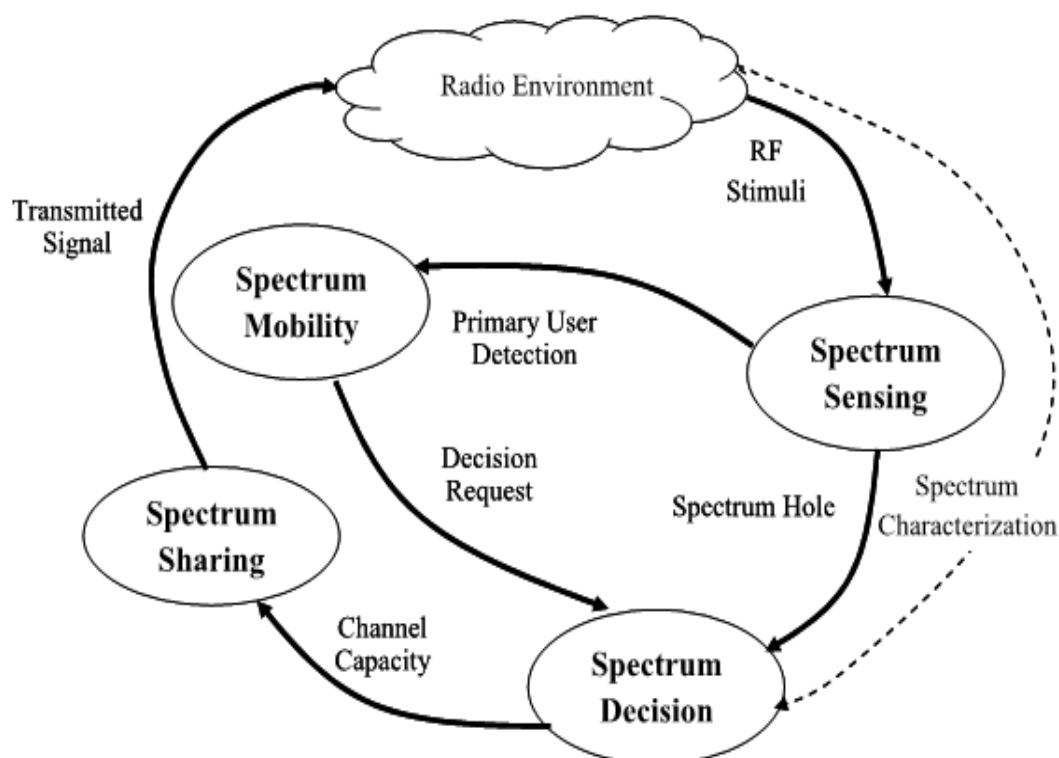 Radio Environment
RF
Stimuli
Transmitted
Signal
Spectrum
Mobility
Primary User
Detection
Spectrum
Sensing
Decision
Request
Spectrum Hole
Spectrum
Characterization
Spectrum
Sharing
Channel
Capacity
Spectrum
Decision